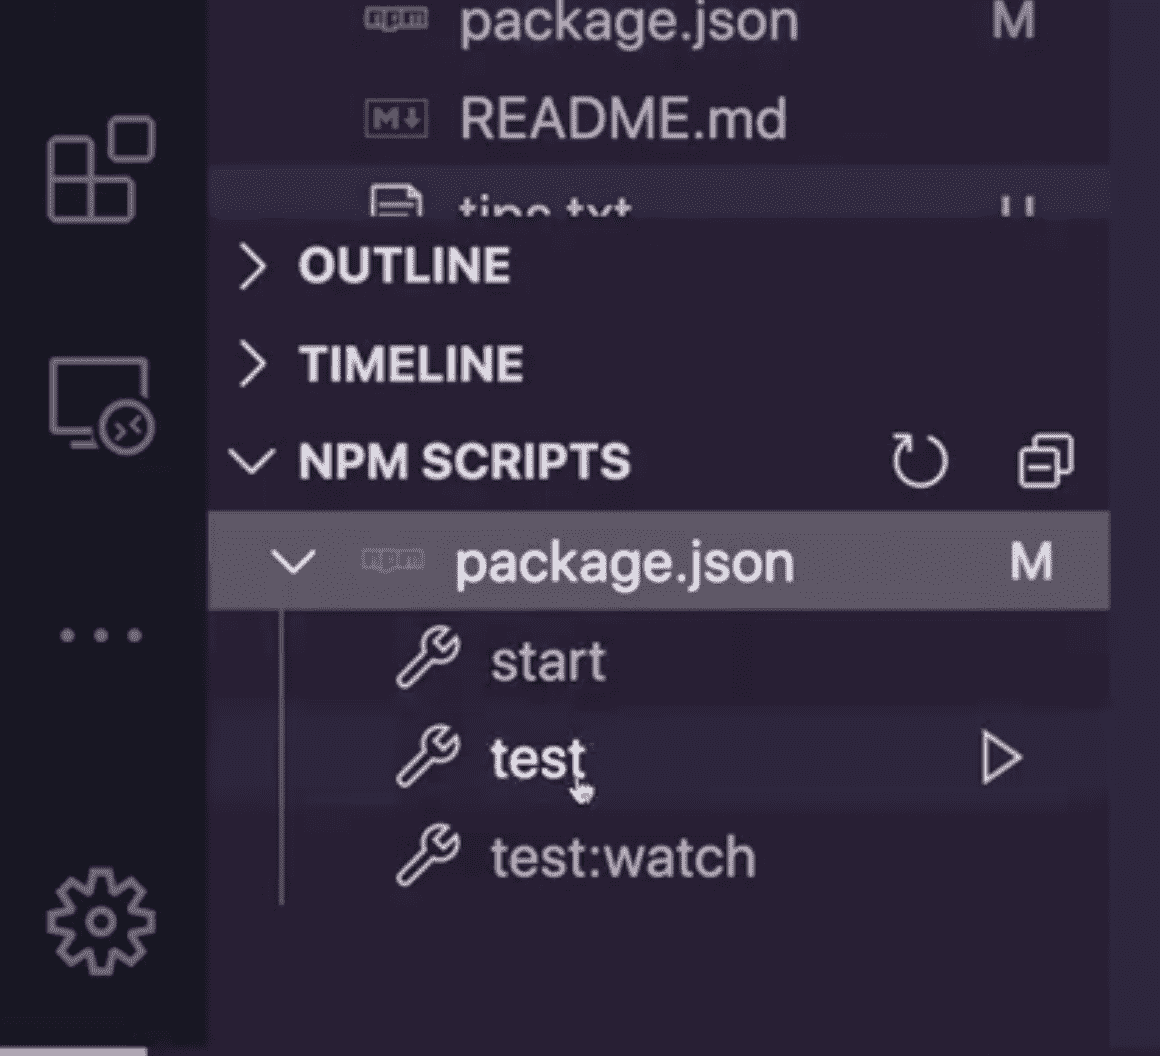 package.json M
README.md
OUTLINE
TIMELINE
NPM SCRIPTS
package.json M
start
test
test:watch